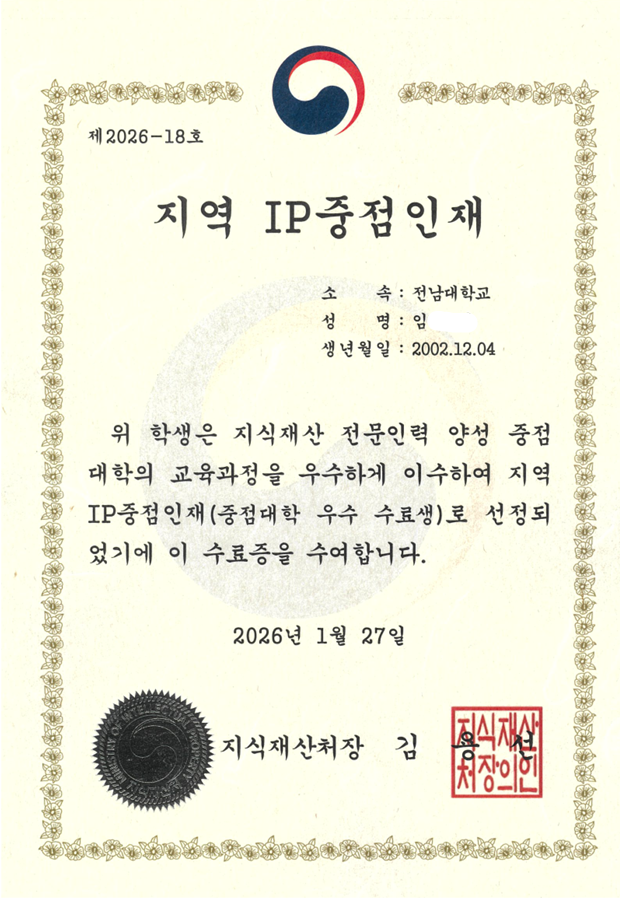 제2026-18호
지역 IP중점인재
소 속 : 전남대학교
성 명 : 임
생년월일 : 2002.12.04
위 학생은 지식재산 전문인력 양성 중점
대학의 교육과정을 우수하게 이수하여 지역
IP중점인재(중점대학 우수 수료생)로 선정되
었기에 이 수료증을 수여합니다.
2026년 1월 27일
지식재산처장 김 용 선
지식재산
처장의인